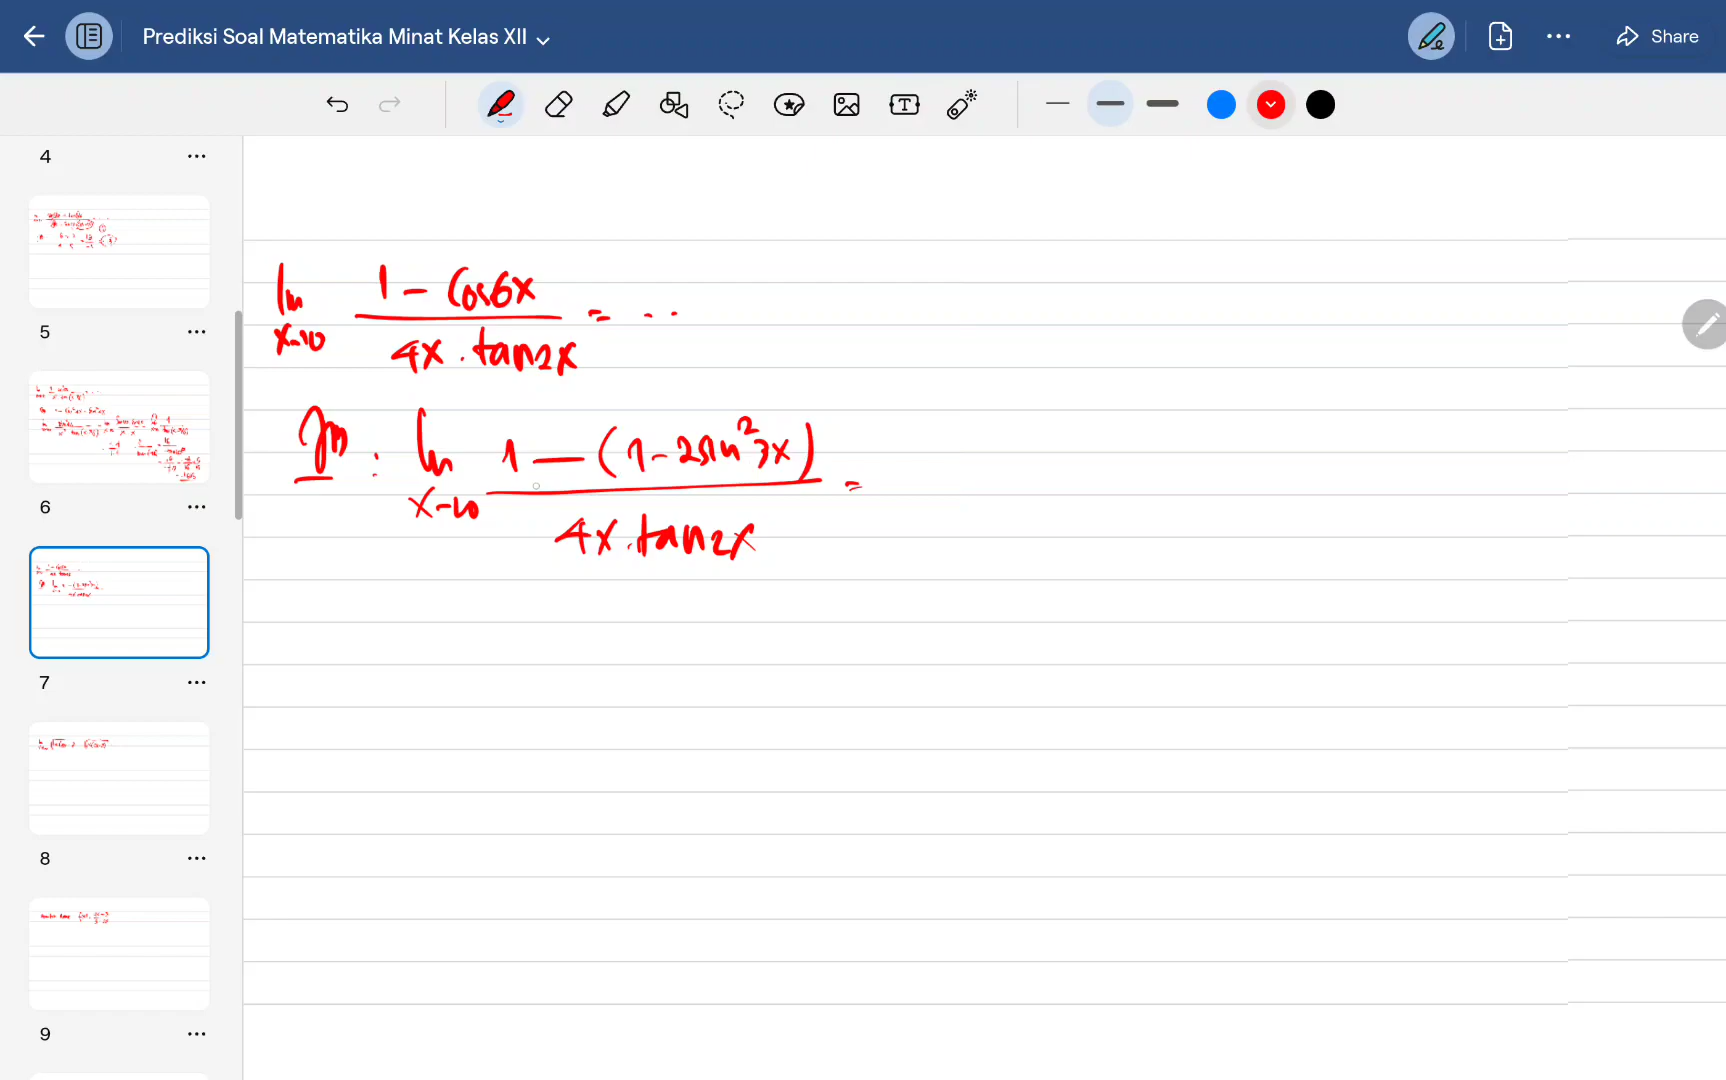 Prediksi Soal Matematika Minat Kelas XII
Share
4
5
6
7
8
9
lim 1 - Cos6x = ...
x→0 4x . tan2x
Jwb : lim 1 - (1 - 2sin²3x) =
x→0 4x . tan2x